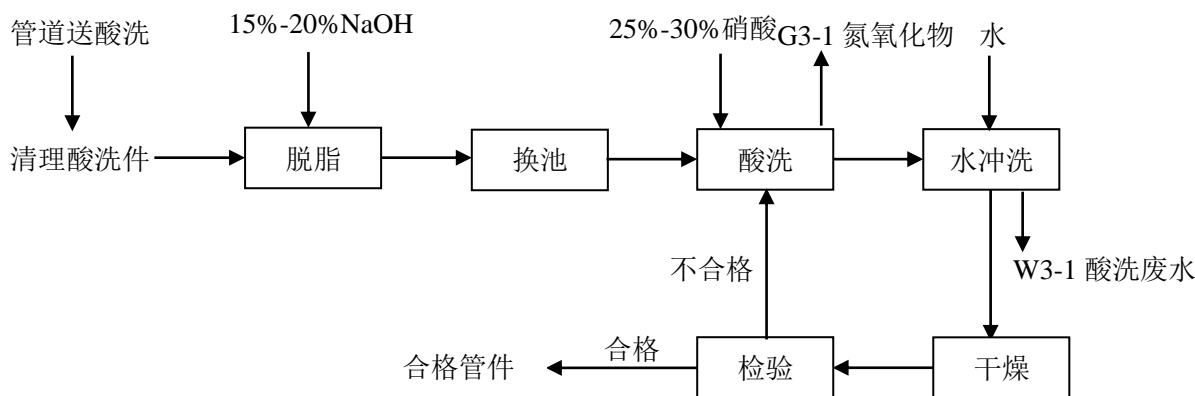 管道送酸洗
15%-20%NaOH
25%-30%硝酸
G3-1 氮氧化物
水
清理酸洗件
脱脂
换池
酸洗
水冲洗
不合格
W3-1 酸洗废水
合格管件
合格
检验
干燥